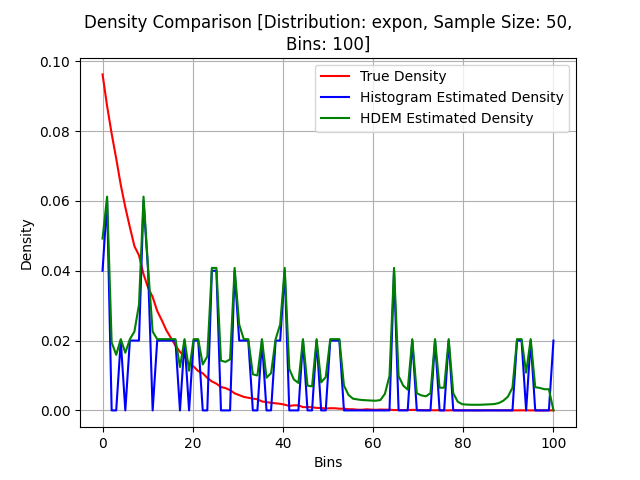 Density Comparison [Distribution: expon, Sample Size: 50,
Bins: 100]
True Density
Histogram Estimated Density
HDEM Estimated Density
Density
0.10
0.08
0.06
0.04
0.02
0.00
0 20 40 60 80 100
Bins